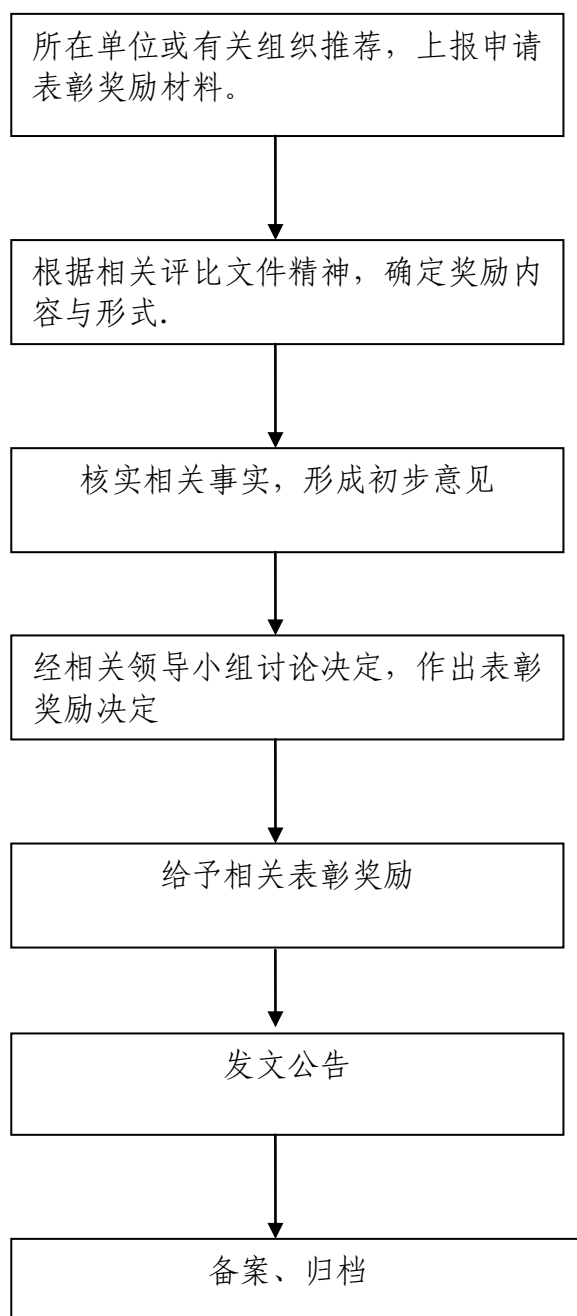 所在单位或有关组织推荐，上报申请
表彰奖励材料。
根据相关评比文件精神，确定奖励内
容与形式.
核实相关事实，形成初步意见
经相关领导小组讨论决定，作出表彰
奖励决定
给予相关表彰奖励
发文公告
备案、归档